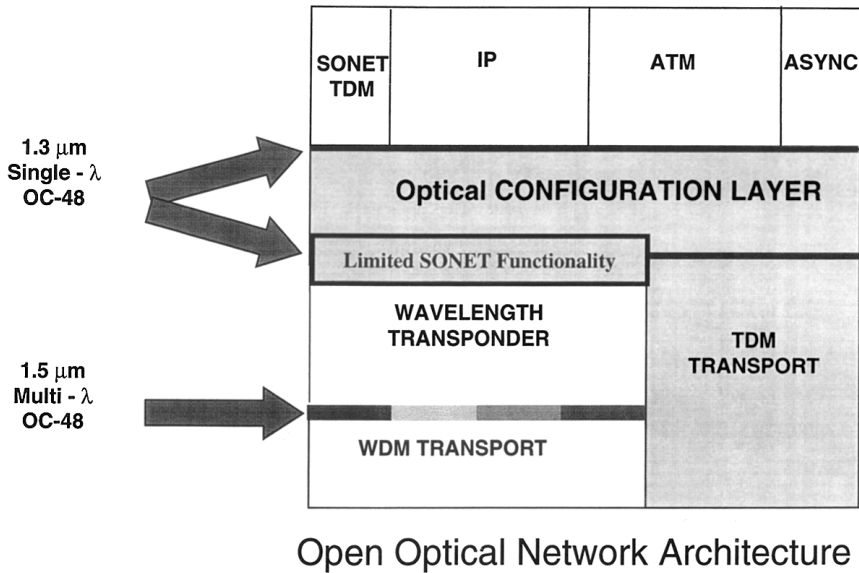 SONET
TDM
IP
ATM
ASYNC
1.3 μm
Single - λ
OC-48
Optical CONFIGURATION LAYER
Limited SONET Functionality
WAVELENGTH
TRANSPONDER
TDM
TRANSPORT
1.5 μm
Multi - λ
OC-48
WDM TRANSPORT
Open Optical Network Architecture